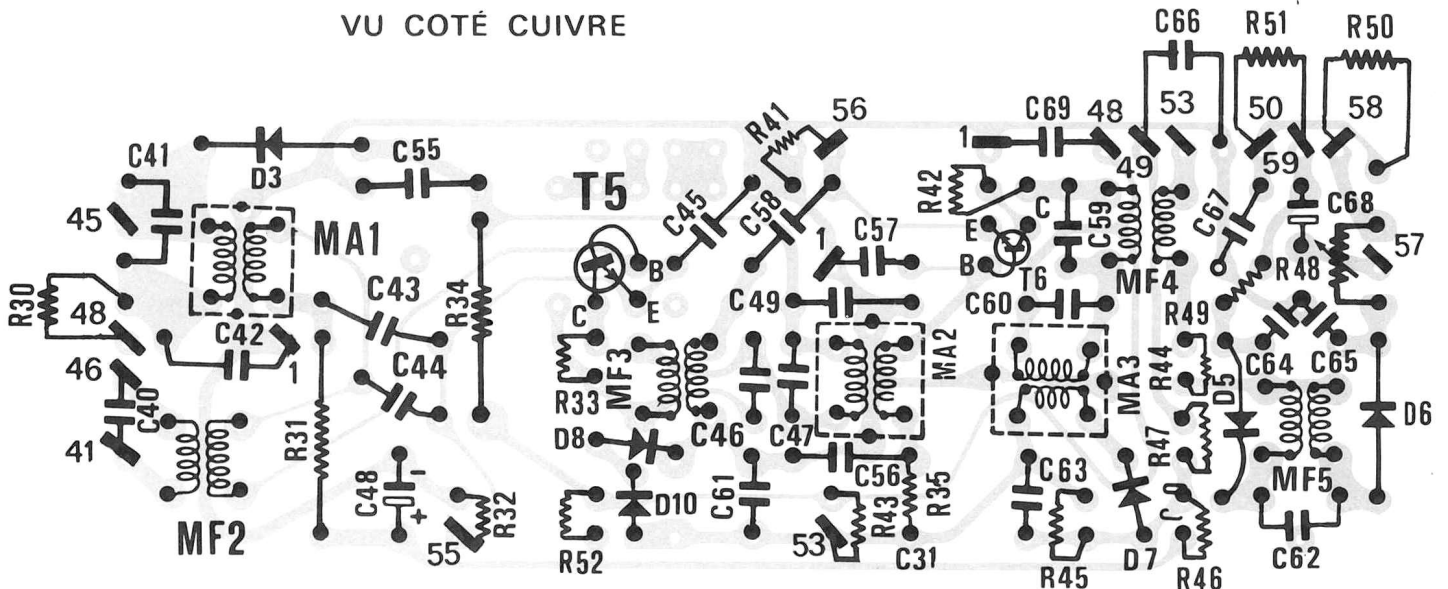 VU COTÉ CUIVRE
C66 R51 R50
C41 D3 C55 R41 56 C69 48 53 50 58
1 49 59
45 MA1 T5 C45 C58 R42 C C59 C67 C68
E
1 C57 57
B B T6 MF4 R48
R30 48 C42 C43 R34 C E C49 C60 R49
46 1 C44 MA2 MA3 R44 C64 C65
C40 R33 MF3 D5 D6
41 R31 D8 C46 C47 R47
C56 MF5
MF2 C48 - + R32 D10 C61 R43 R35 C63
55 R52 53 C31 R45 D7 R46 C62